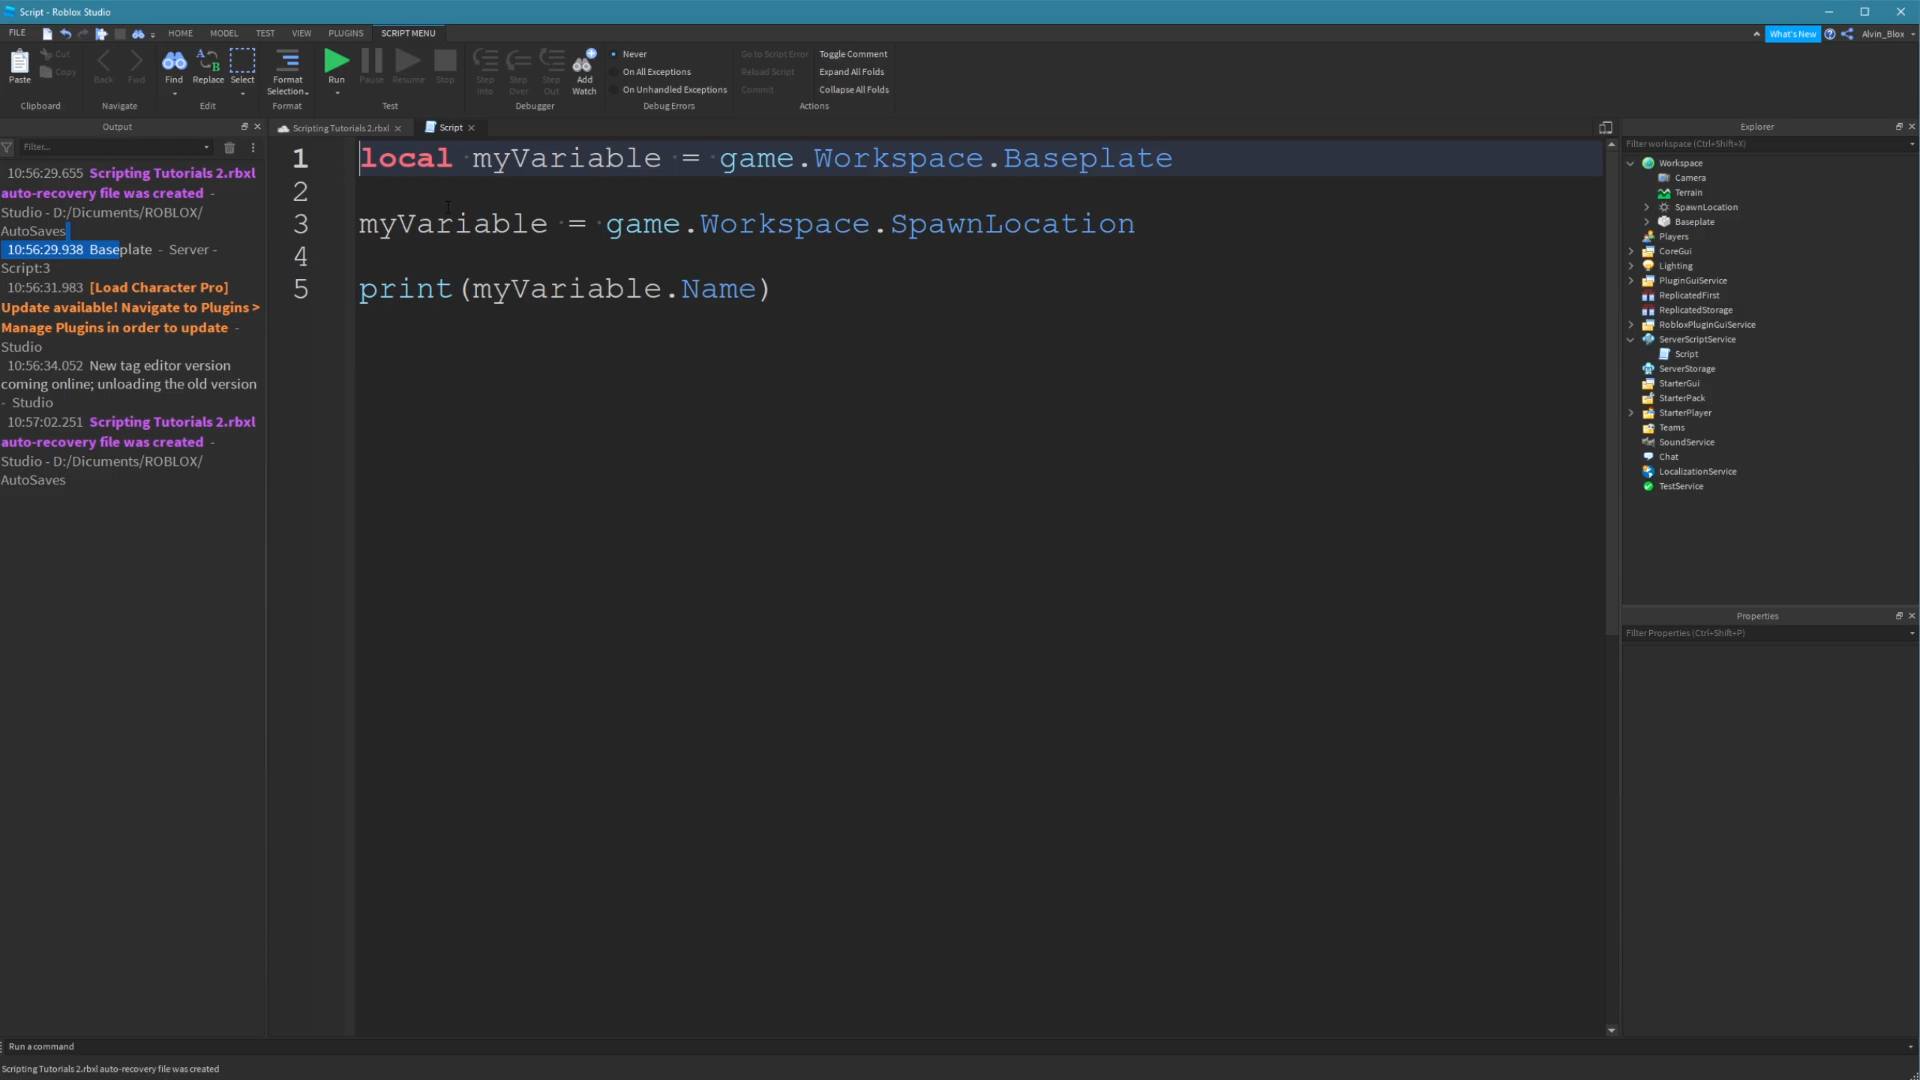 Script - Roblox Studio
FILE HOME MODEL TEST VIEW PLUGINS SCRIPT MENU What's New Alvin_Blox
Paste Cut Copy Back Fwd Find Replace Select Format Selection Run Pause Resume Stop Step Into Step Over Step Out Add Watch
Never Go to Script Error Toggle Comment
On All Exceptions Reload Script Expand All Folds
On Unhandled Exceptions Commit Collapse All Folds
Clipboard Navigate Edit Format Test Debugger Debug Errors Actions
Output
Filter...
10:56:29.655 Scripting Tutorials 2.rbxl
auto-recovery file was created -
Studio - D:/Dicuments/ROBLOX/
AutoSaves
10:56:29.938 Baseplate - Server -
Script:3
10:56:31.983 [Load Character Pro]
Update available! Navigate to Plugins >
Manage Plugins in order to update -
Studio
10:56:34.052 New tag editor version
coming online; unloading the old version
- Studio
10:57:02.251 Scripting Tutorials 2.rbxl
auto-recovery file was created -
Studio - D:/Dicuments/ROBLOX/
AutoSaves
Scripting Tutorials 2.rbxl Script
1 local myVariable = game.Workspace.Baseplate
2
3 myVariable = game.Workspace.SpawnLocation
4
5 print(myVariable.Name)
Explorer
Filter workspace (Ctrl+Shift+X)
Workspace
Camera
Terrain
SpawnLocation
Baseplate
Players
CoreGui
Lighting
PluginGuiService
ReplicatedFirst
ReplicatedStorage
RobloxPluginGuiService
ServerScriptService
Script
ServerStorage
StarterGui
StarterPack
StarterPlayer
Teams
SoundService
Chat
LocalizationService
TestService
Properties
Filter Properties (Ctrl+Shift+P)
Run a command
Scripting Tutorials 2.rbxl auto-recovery file was created